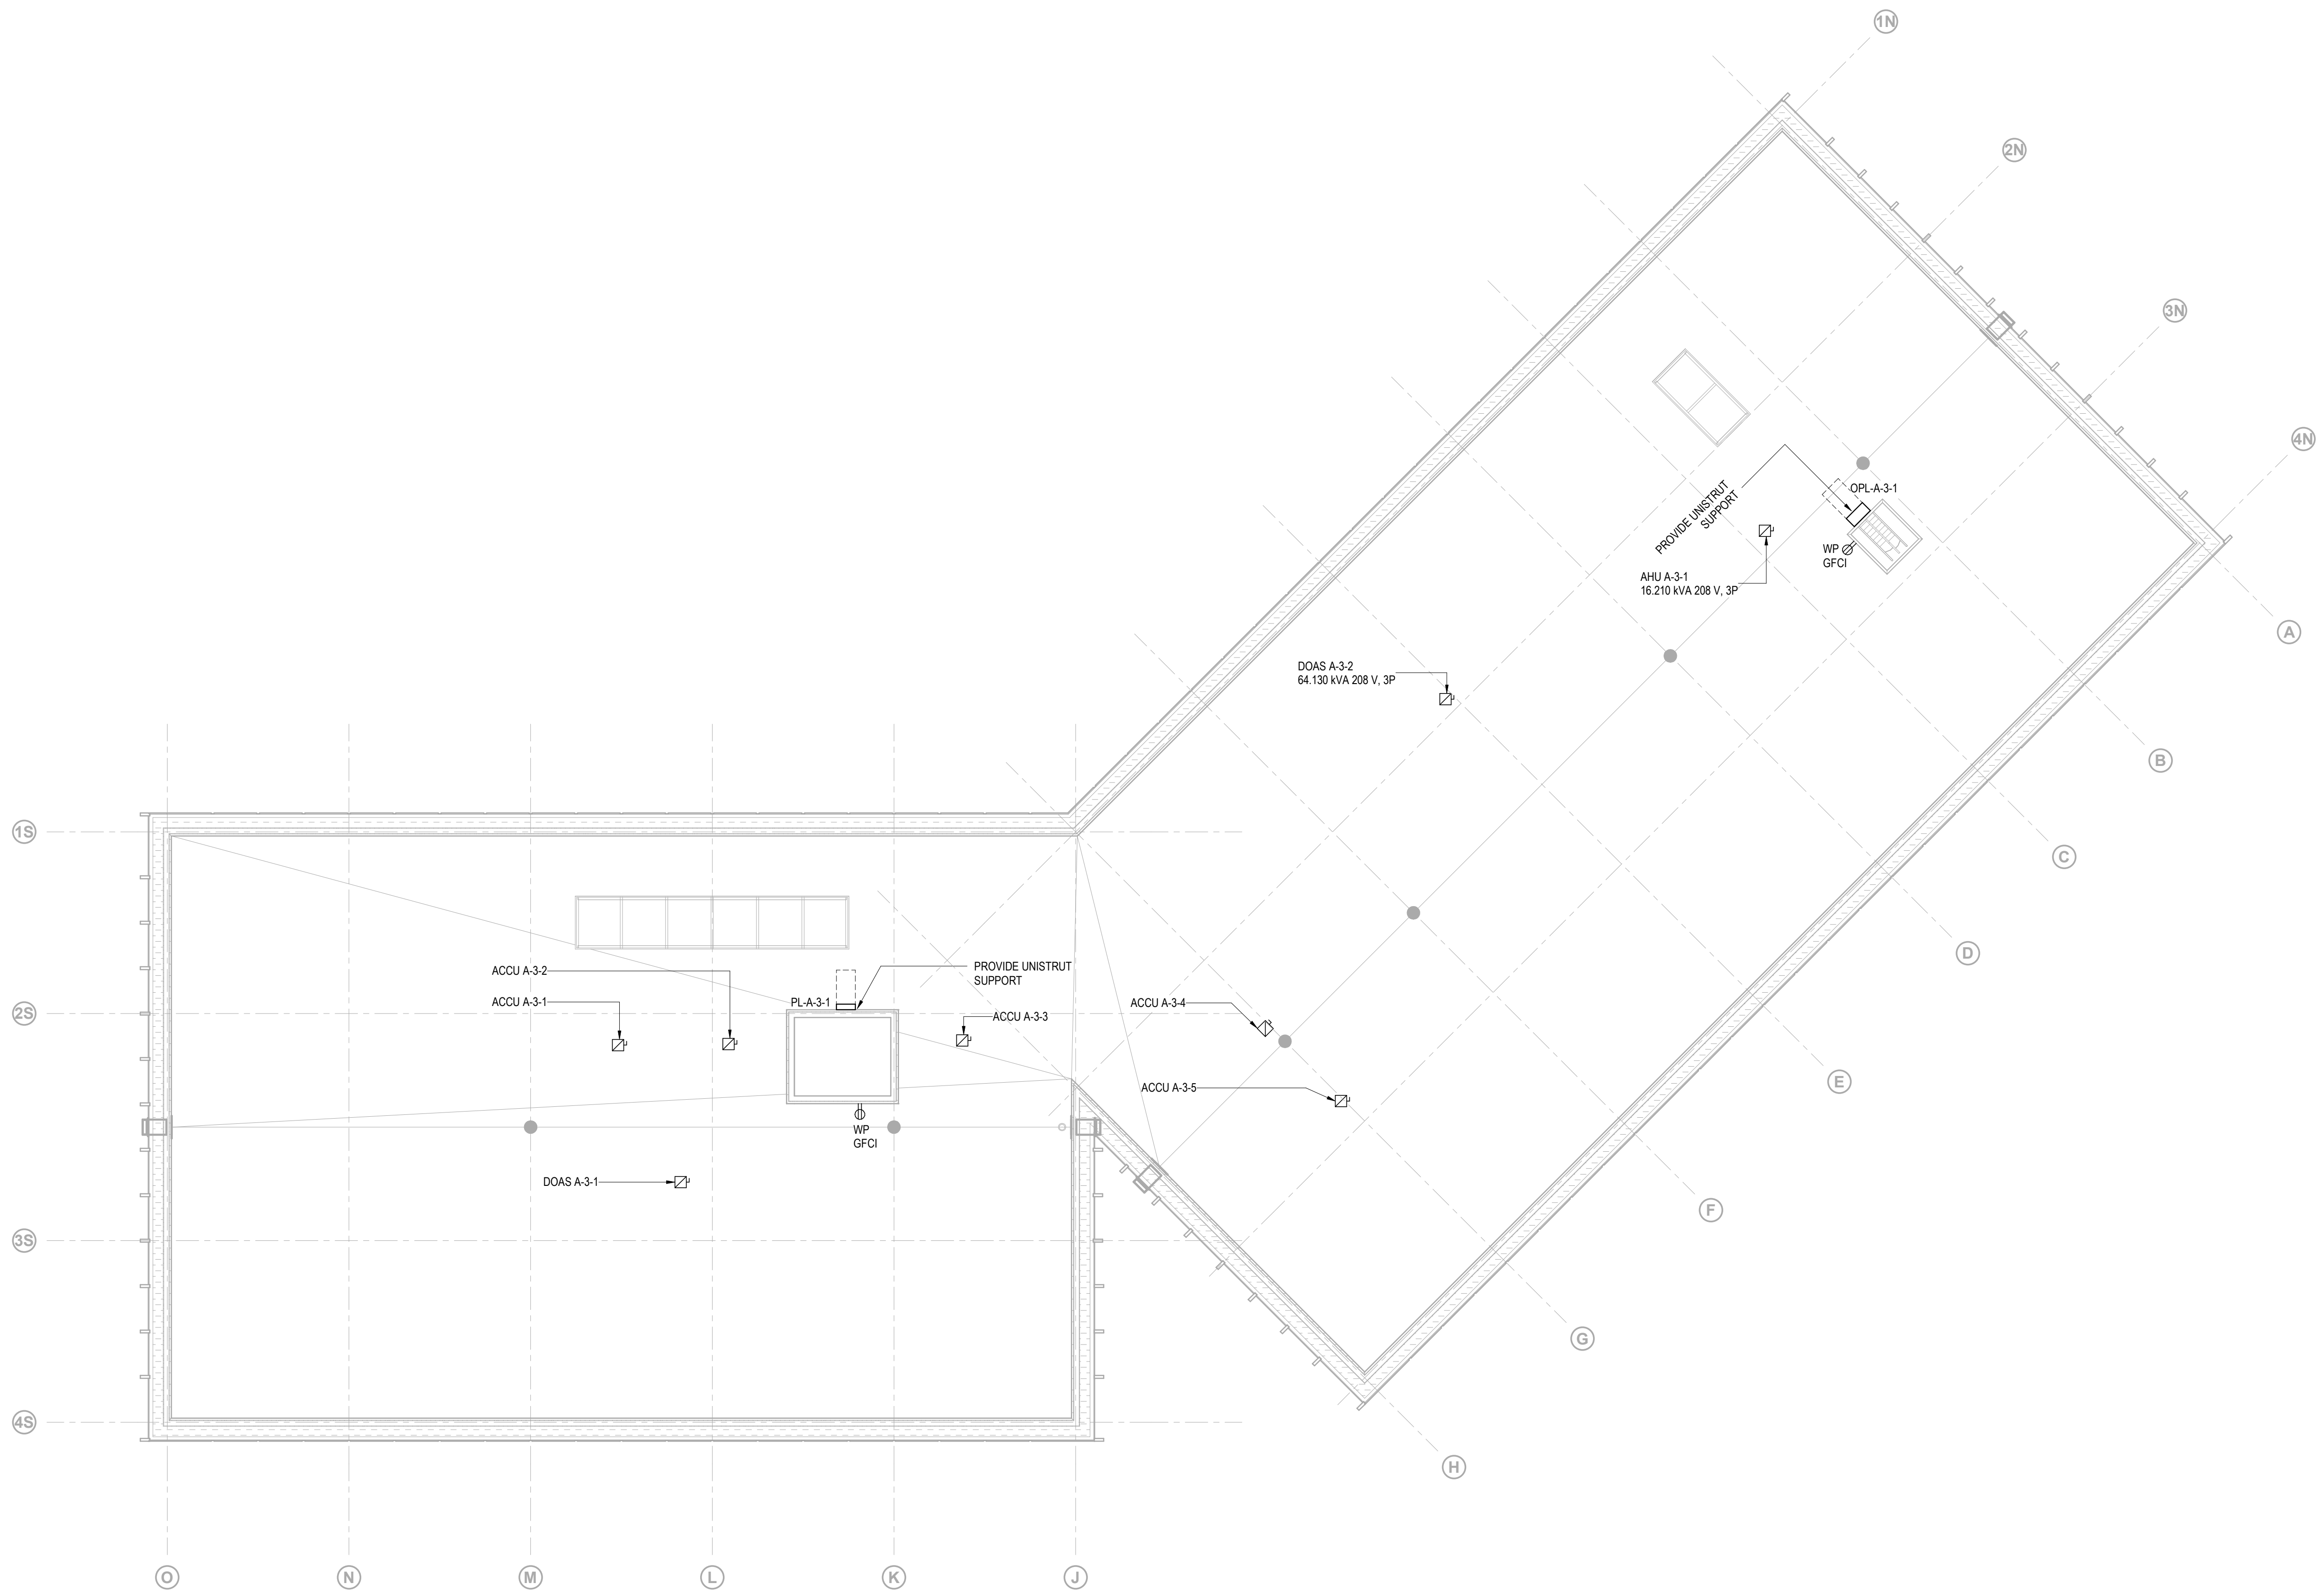 1N
2N
3N
4N
OPL-A-3-1
PROVIDE UNISTRUT
SUPPORT
WP
GFCI
AHU A-3-1
16.210 kVA 208 V, 3P
A
DOAS A-3-2
64.130 kVA 208 V, 3P
B
1S
C
D
ACCU A-3-2
PROVIDE UNISTRUT
SUPPORT
ACCU A-3-1
PL-A-3-1
ACCU A-3-4
2S
ACCU A-3-3
E
ACCU A-3-5
WP
GFCI
DOAS A-3-1
F
3S
G
4S
H
O
N
M
L
K
J